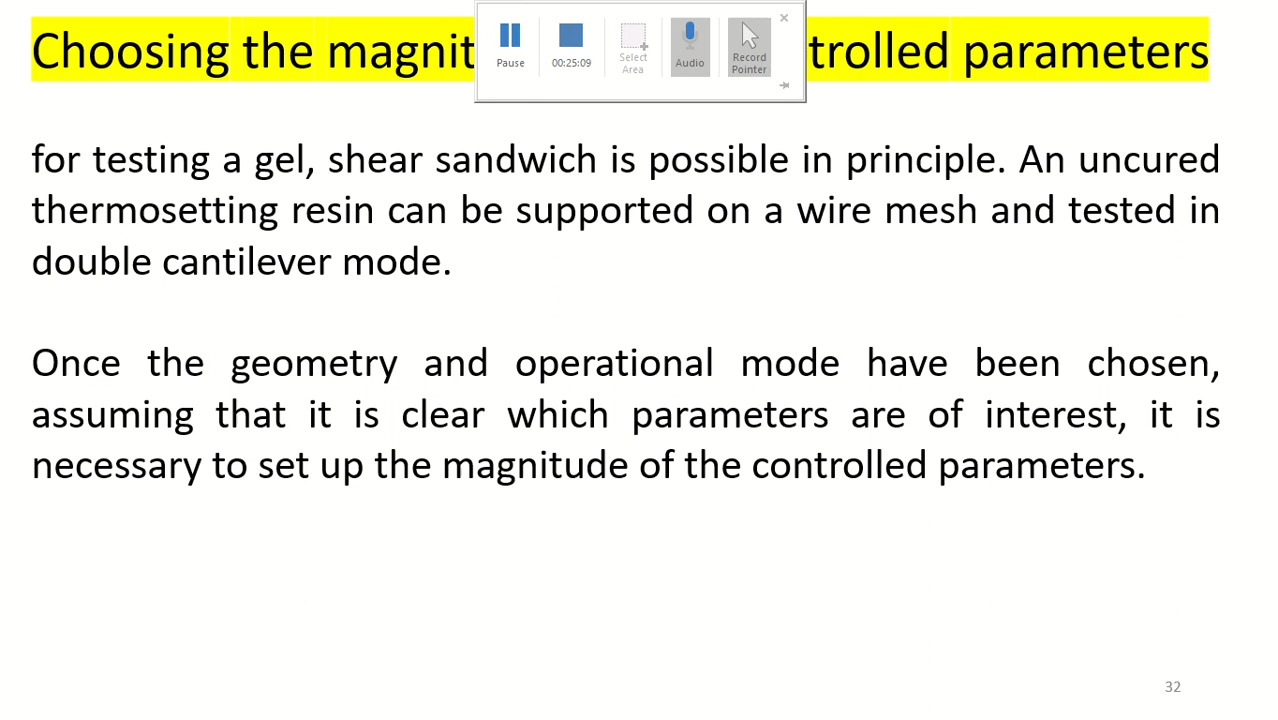 Choosing the magnit
trolled parameters
Pause
00:25:09
Select
Area
Audio
Record
Pointer
for testing a gel, shear sandwich is possible in principle. An uncured
thermosetting resin can be supported on a wire mesh and tested in
double cantilever mode.
Once the geometry and operational mode have been chosen,
assuming that it is clear which parameters are of interest, it is
necessary to set up the magnitude of the controlled parameters.
32